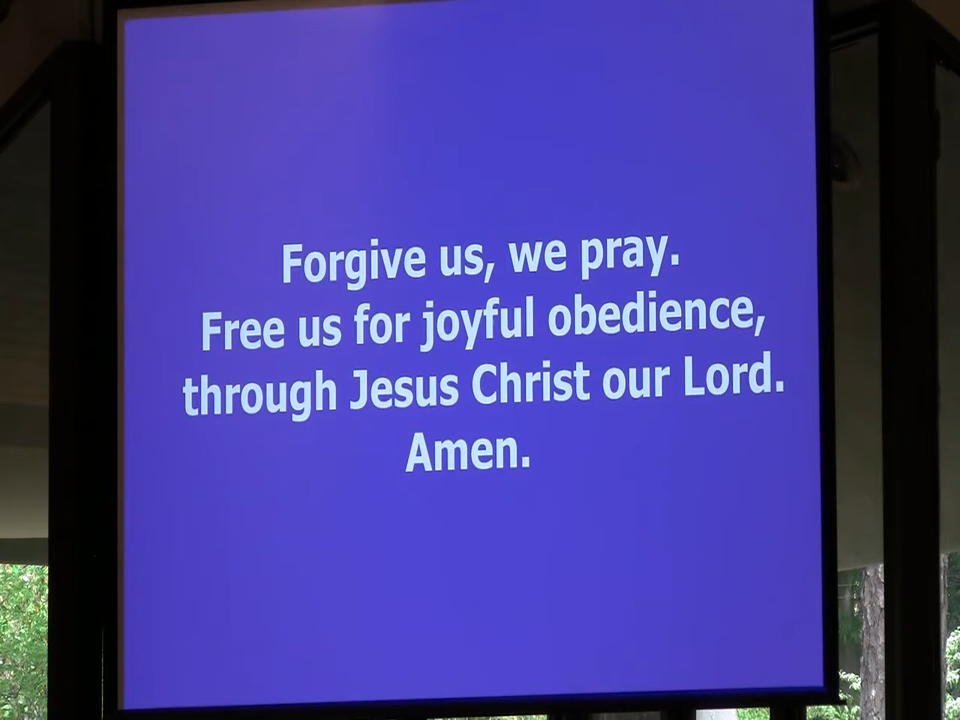 Forgive us, we pray.
Free us for joyful obedience,
through Jesus Christ our Lord.
Amen.